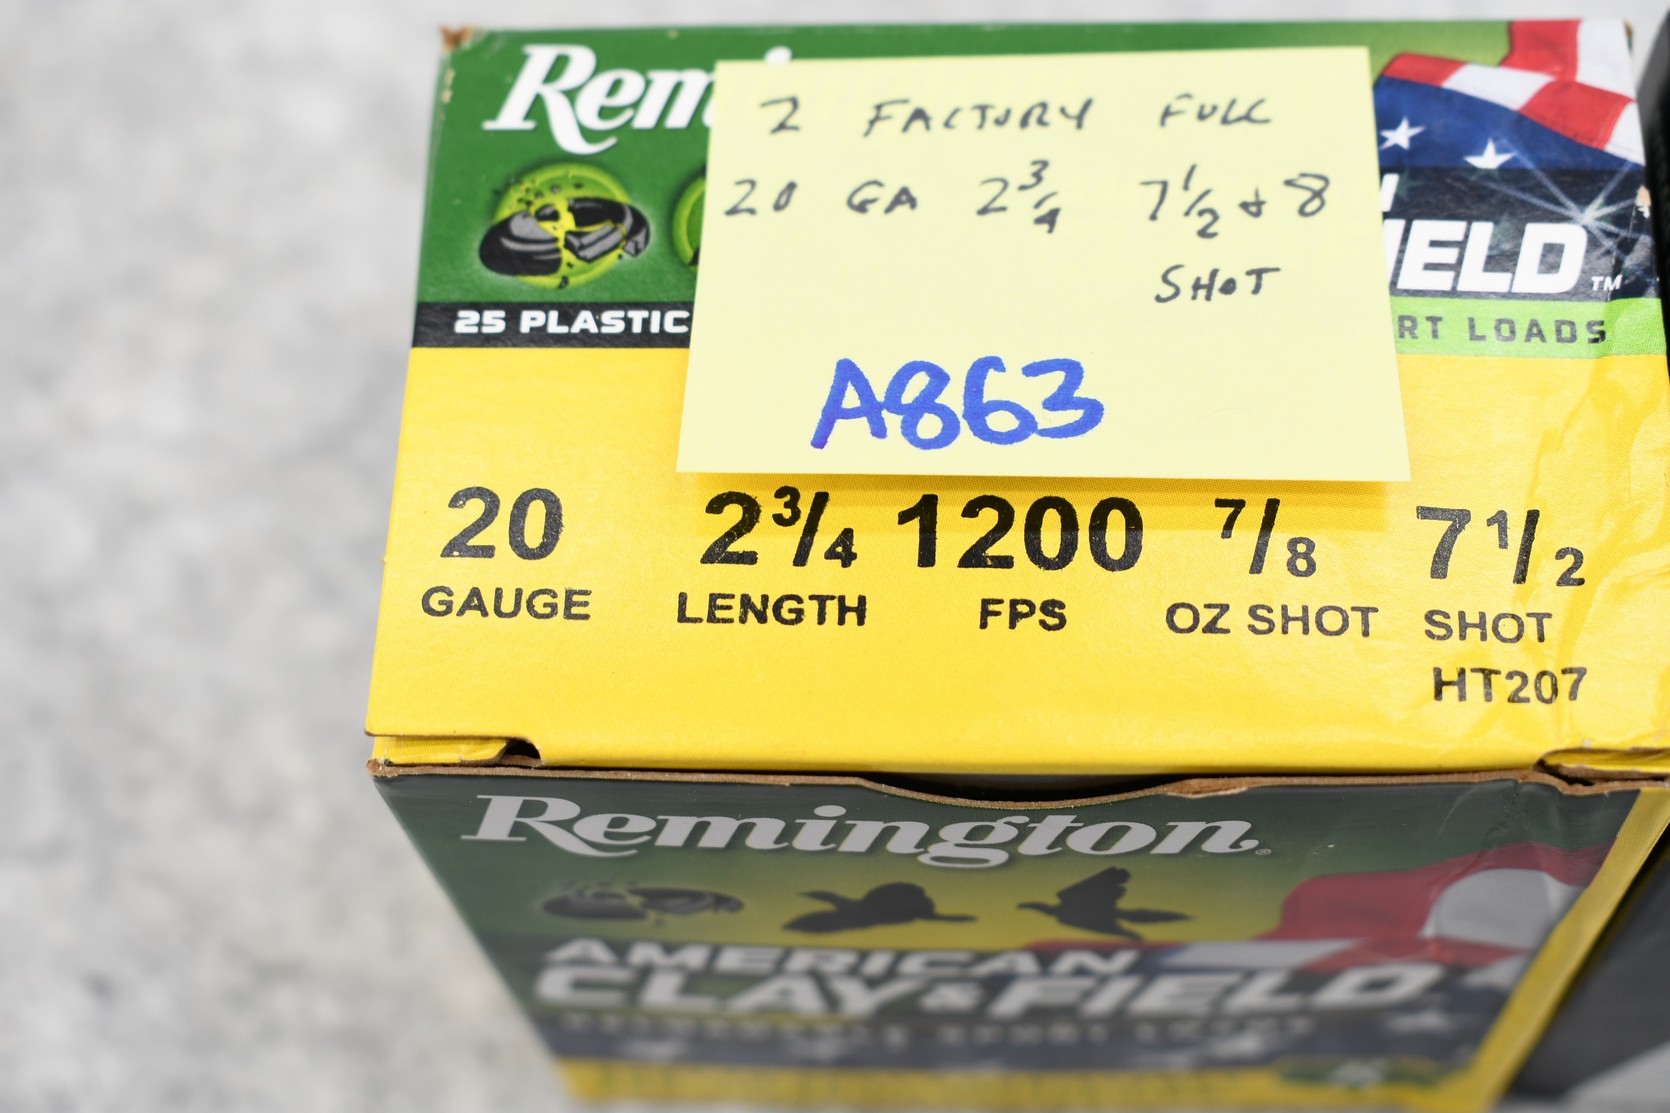 Rem
2 FACTORY FULL
20 GA 2 3/4 7 1/2 & 8
SHOT
A863
IELD™
25 PLASTIC
RT LOADS
20 2 3/4 1200 7/8 7 1/2
GAUGE LENGTH FPS OZ SHOT SHOT
HT207
Remington®
AMERICAN
CLAY & FIELD